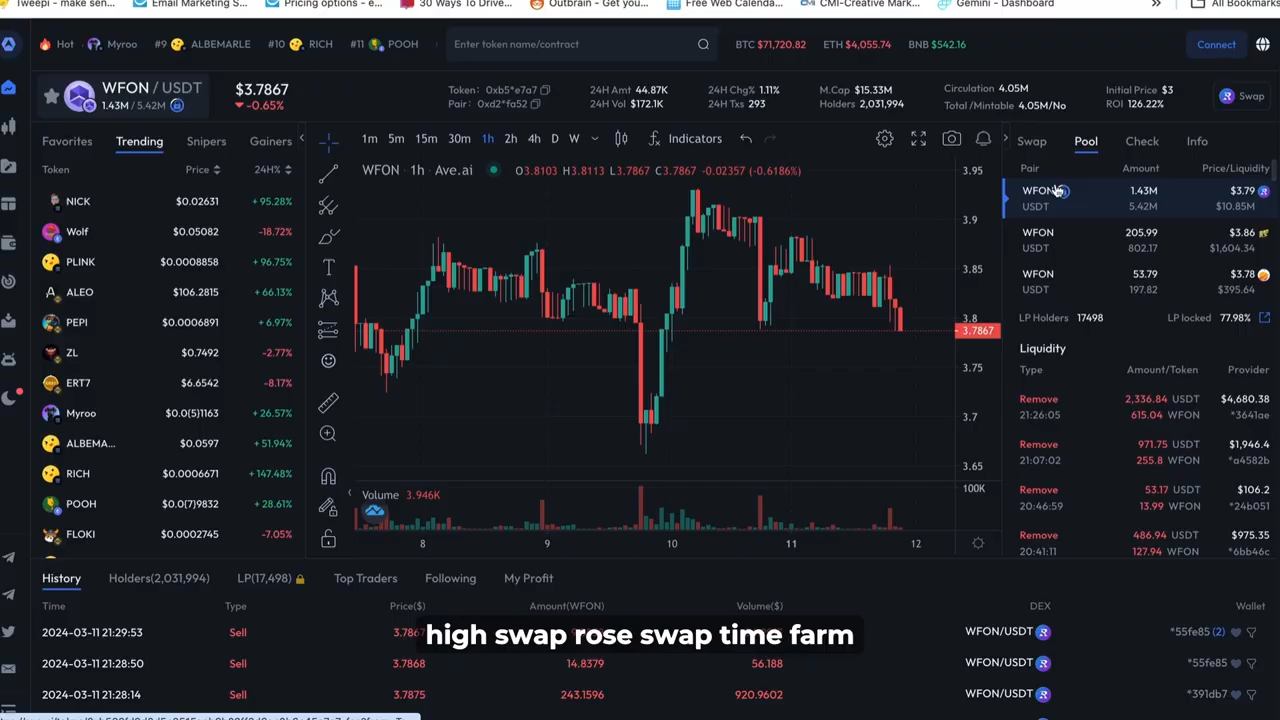 Tweepi - make sen...
Email Marketing S...
Pricing options - e...
30 Ways To Drive...
Outbrain - Get you...
Free Web Calenda...
CMI-Creative Mark...
Gemini - Dashboard
»
All Bookmarks
Hot Myroo #9 ALBEMARLE #10 RICH #11 POOH
Enter token name/contract
BTC $71,720.82 ETH $4,055.74 BNB $542.16
Connect
WFON / USDT
1.43M / 5.42M
$3.7867
-0.65%
Token: 0xb5*e7a7
Pair: 0xd2*fa52
24H Amt 44.87K
24H Vol $172.1K
24H Chg% 1.11%
24H Txs 293
M.Cap $15.33M
Holders 2,031,994
Circulation 4.05M
Total /Mintable 4.05M/No
Initial Price $3
ROI 126.22%
Swap
Favorites Trending Snipers Gainers
Token Price 24H%
NICK $0.02631 +95.28%
Wolf $0.05082 -18.72%
PLINK $0.0008858 +96.75%
ALEO $106.2815 +66.13%
PEPI $0.0006891 +6.97%
ZL $0.7492 -2.77%
ERT7 $6.6542 -8.17%
Myroo $0.0(5)1163 +26.57%
ALBEMA... $0.0597 +51.94%
RICH $0.0006671 +147.48%
POOH $0.0(7)9832 +28.61%
FLOKI $0.0002745 -7.05%
1m 5m 15m 30m 1h 2h 4h D W Indicators
WFON · 1h · Ave.ai O3.8103 H3.8113 L3.7867 C3.7867 -0.02357 (-0.6186%)
3.95
3.9
3.85
3.8
3.7867
3.75
3.7
3.65
100K
Volume 3.946K
8 9 10 11 12
Swap Pool Check Info
Pair Amount Price/Liquidity
WFON 1.43M $3.79
USDT 5.42M $10.85M
WFON 205.99 $3.86
USDT 802.17 $1,604.34
WFON 53.79 $3.78
USDT 197.82 $395.64
LP Holders 17498 LP locked 77.98%
Liquidity
Type Amount/Token Provider
Remove 2,336.84 USDT $4,680.38
21:26:05 615.04 WFON *3641ae
Remove 971.75 USDT $1,946.4
21:07:02 255.8 WFON *a4582b
Remove 53.17 USDT $106.2
20:46:59 13.99 WFON *24b051
Remove 486.94 USDT $975.35
20:41:11 127.94 WFON *6bb46c
History Holders(2,031,994) LP(17,498) Top Traders Following My Profit
Time Type Price($) Amount(WFON) Volume($) DEX Wallet
2024-03-11 21:29:53 Sell WFON/USDT *55fe85 (2)
high swap rose swap time farm
2024-03-11 21:28:50 Sell $3.7868 14.8379 56.188 WFON/USDT *55fe85
2024-03-11 21:28:14 Sell $3.7875 243.1596 920.9602 WFON/USDT *391db7